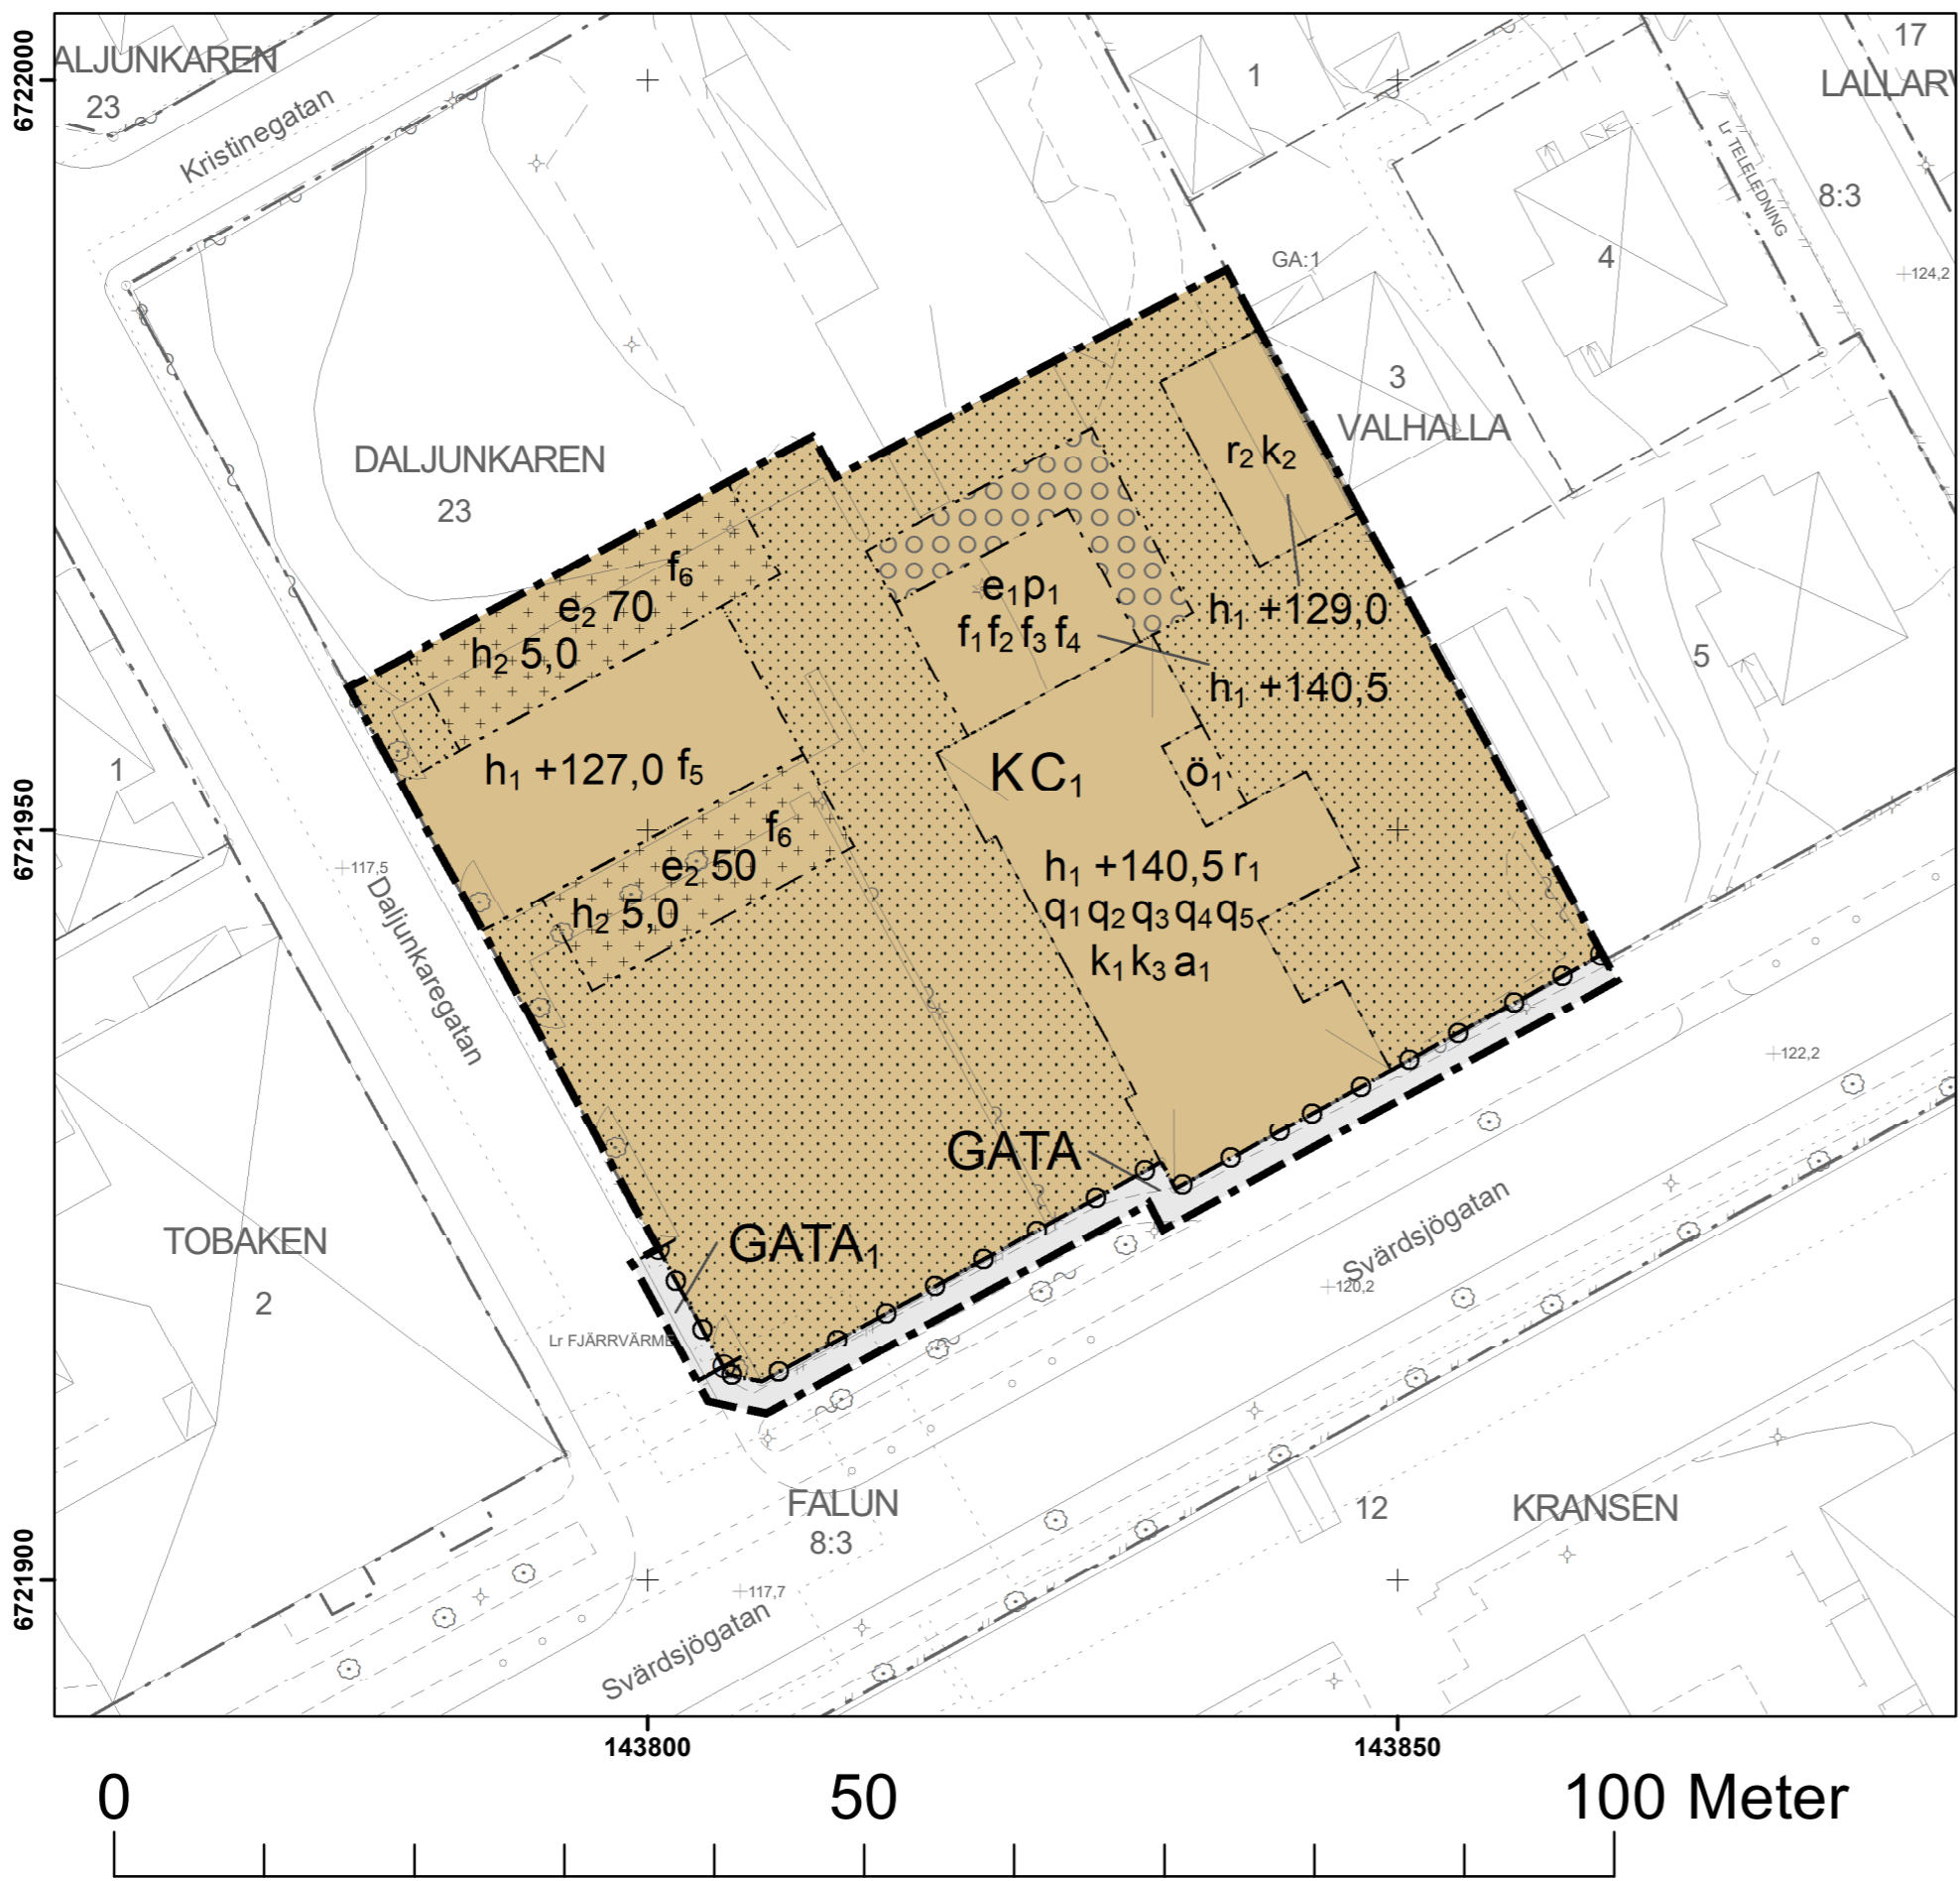 6722000
6721950
6721900
ALJUNKAREN
23
Kristinegatan
1
17
LALLARV
Lr TELELEDNING
8:3
4
124,2
GA:1
3
VALHALLA
DALJUNKAREN
23
r₂ k₂
f₆
e₂ 70
h₂ 5,0
e₁ p₁
f₁ f₂ f₃ f₄
h₁ +129,0
h₁ +140,5
5
1
h₁ +127,0 f₅
KC₁
ö₁
f₆
e₂ 50
h₂ 5,0
h₁ +140,5 r₁
q₁ q₂ q₃ q₄ q₅
k₁ k₃ a₁
117,5
Daljunkaregatan
122,2
GATA
GATA₁
TOBAKEN
2
Lr FJÄRRVÄRME
Svärdsjögatan
120,2
FALUN
8:3
12
KRANSEN
117,7
Svärdsjögatan
143800
143850
0
50
100 Meter